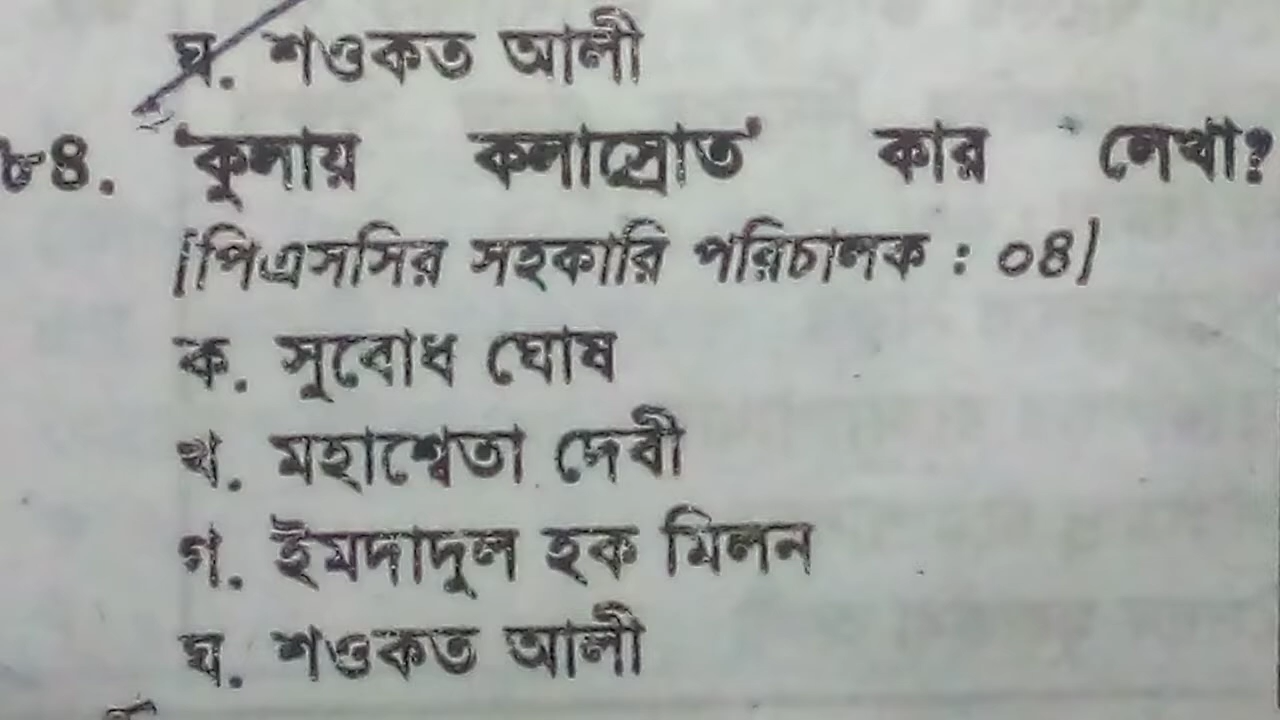 ঘ. শওকত আলী
৮৪. 'কুলায় কলাস্রোত' কার লেখা?
[পিএসসির সহকারি পরিচালক : ০৪]
ক. সুবোধ ঘোষ
খ. মহাশ্বেতা দেবী
গ. ইমদাদুল হক মিলন
ঘ. শওকত আলী